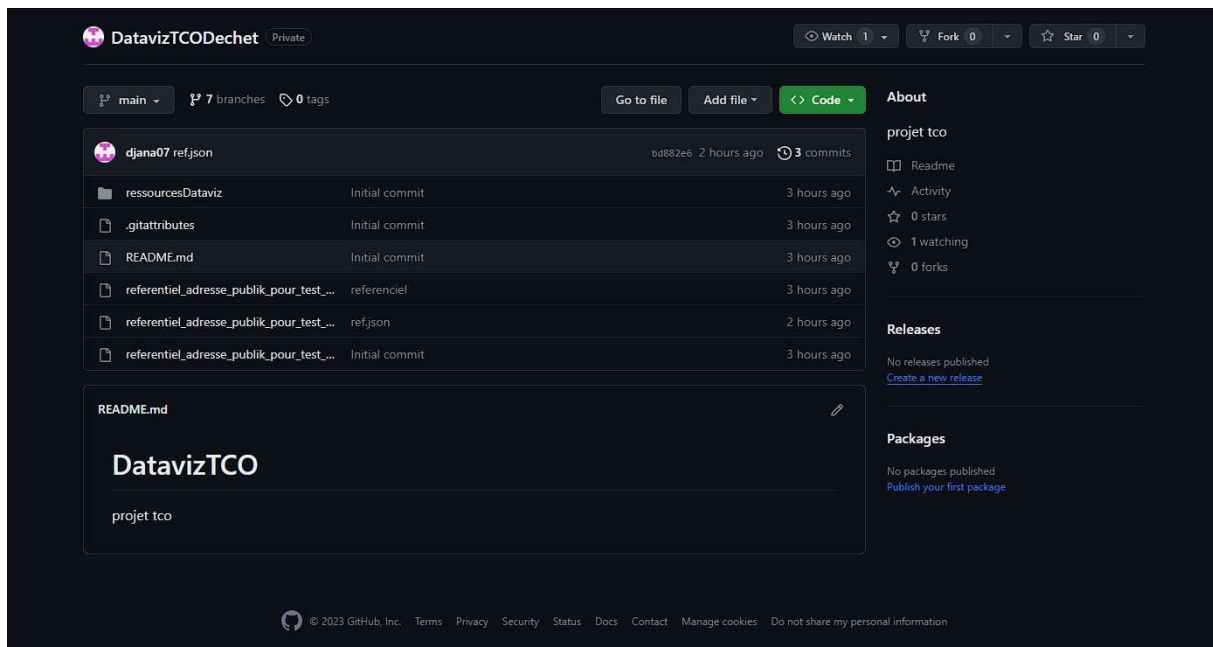 DatavizTCODechet Private
Watch 1 Fork 0 Star 0
main 7 branches 0 tags Go to file Add file <> Code
djana07 ref.json bd882e6 2 hours ago 3 commits
ressourcesDataviz Initial commit 3 hours ago
.gitattributes Initial commit 3 hours ago
README.md Initial commit 3 hours ago
referentiel_adresse_publik_pour_test_... referenciel 3 hours ago
referentiel_adresse_publik_pour_test_... ref.json 2 hours ago
referentiel_adresse_publik_pour_test_... Initial commit 3 hours ago
README.md
DatavizTCO
projet tco
About
projet tco
Readme
Activity
0 stars
1 watching
0 forks
Releases
No releases published
Create a new release
Packages
No packages published
Publish your first package
© 2023 GitHub, Inc. Terms Privacy Security Status Docs Contact Manage cookies Do not share my personal information